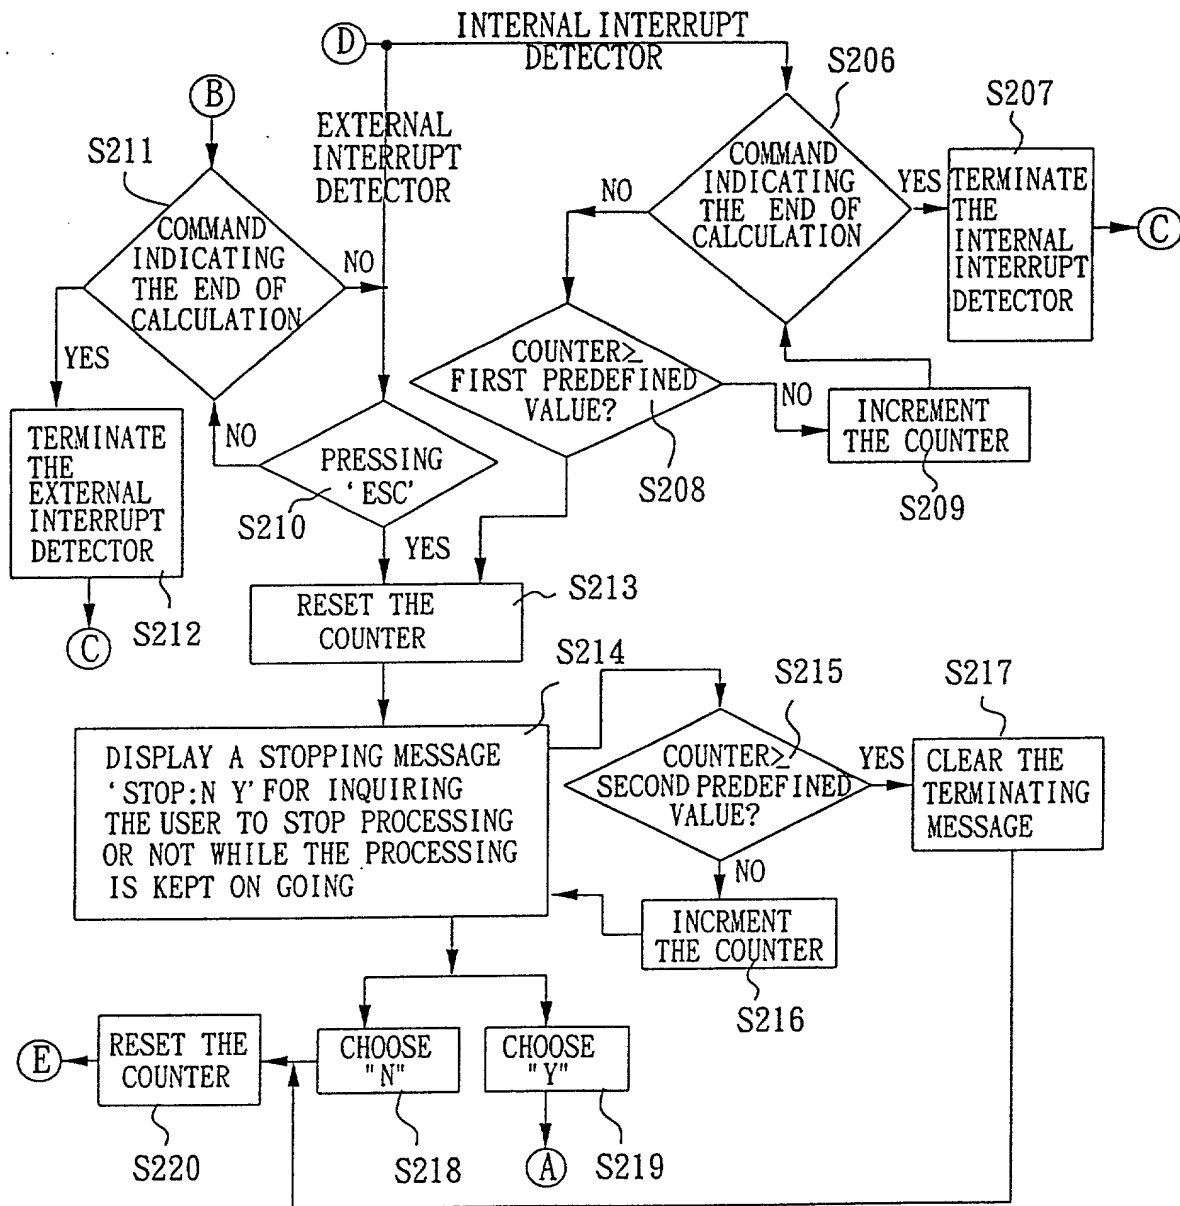 D
INTERNAL INTERRUPT
DETECTOR
S206
S207
B
S211
EXTERNAL
INTERRUPT
DETECTOR
COMMAND
INDICATING
THE END OF
CALCULATION
NO
YES
TERMINATE
THE
INTERNAL
INTERRUPT
DETECTOR
C
COMMAND
INDICATING
THE END OF
CALCULATION
NO
YES
COUNTER≥
FIRST PREDEFINED
VALUE?
NO
S208
INCREMENT
THE COUNTER
S209
TERMINATE
THE
EXTERNAL
INTERRUPT
DETECTOR
S212
C
NO
PRESSING
'ESC'
S210
YES
RESET THE
COUNTER
S213
S214
DISPLAY A STOPPING MESSAGE
'STOP:N Y' FOR INQUIRING
THE USER TO STOP PROCESSING
OR NOT WHILE THE PROCESSING
IS KEPT ON GOING
S215
COUNTER≥
SECOND PREDEFINED
VALUE?
YES
NO
S217
CLEAR THE
TERMINATING
MESSAGE
INCRMENT
THE COUNTER
S216
E
RESET THE
COUNTER
S220
CHOOSE
"N"
S218
CHOOSE
"Y"
S219
A